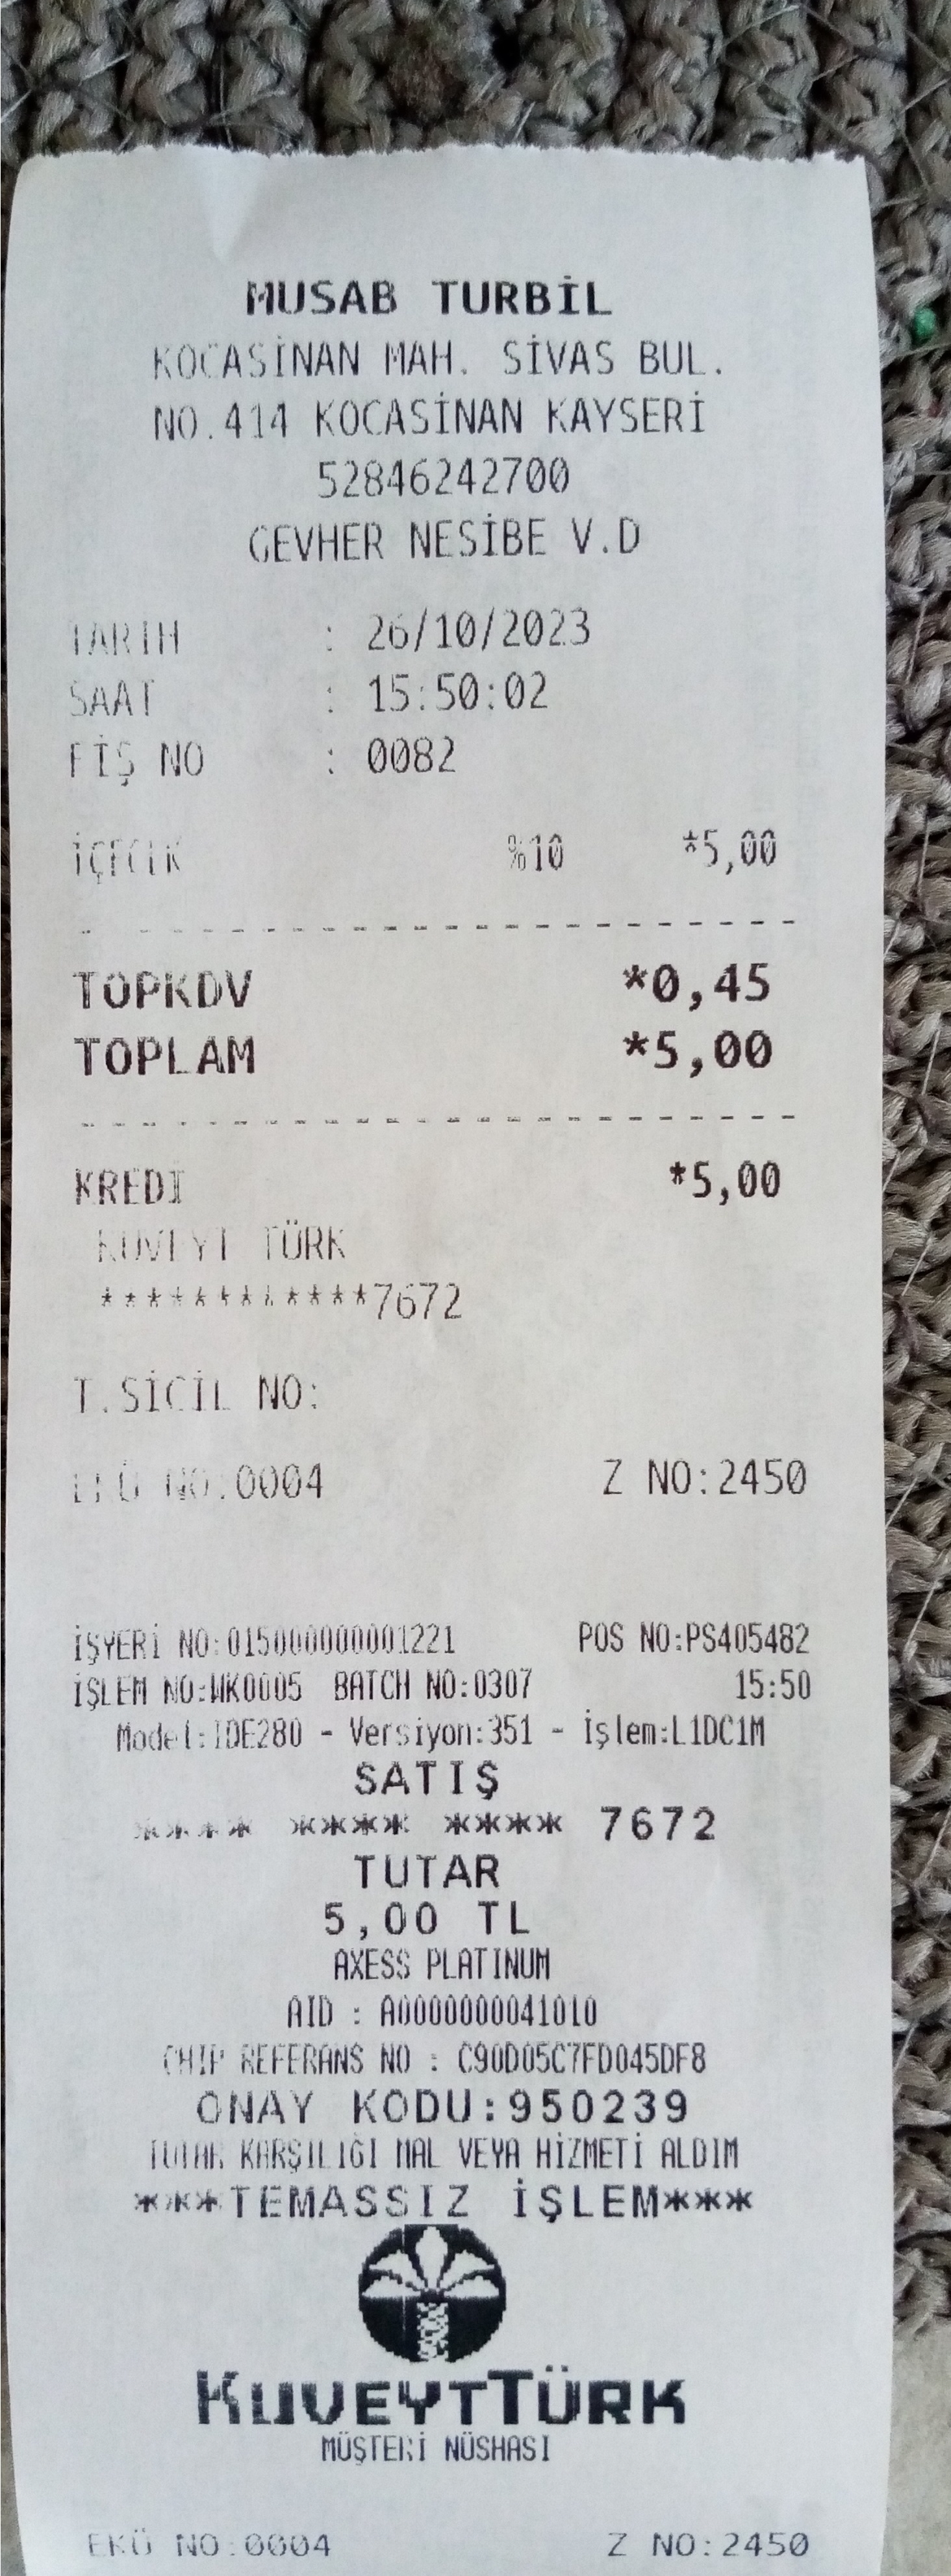 MUSAB TURBİL
KOCASİNAN MAH. SİVAS BUL.
NO.414 KOCASİNAN KAYSERİ
52846242700
GEVHER NESİBE V.D
TARİH : 26/10/2023
SAAT : 15:50:02
FİŞ NO : 0082
İÇECEK %10 *5,00
TOPKDV *0,45
TOPLAM *5,00
KREDİ *5,00
KUVEYT TÜRK
************7672
T.SİCİL NO:
EKÜ NO:0004 Z NO:2450
İŞYERİ NO:015000000001221 POS NO:PS405482
İŞLEM NO:WK0005 BATCH NO:0307 15:50
Model:IDE280 - Versiyon:351 - İşlem:L1DC1M
SATIŞ
**** **** **** 7672
TUTAR
5,00 TL
AXESS PLATINUM
AID : A0000000041010
CHIP REFERANS NO : C90D05C7FD045DF8
ONAY KODU:950239
TUTAR KARŞILIĞI MAL VEYA HİZMETİ ALDIM
***TEMASSIZ İŞLEM***
KUVEYTTÜRK
MÜŞTERİ NÜSHASI
EKÜ NO:0004 Z NO:2450